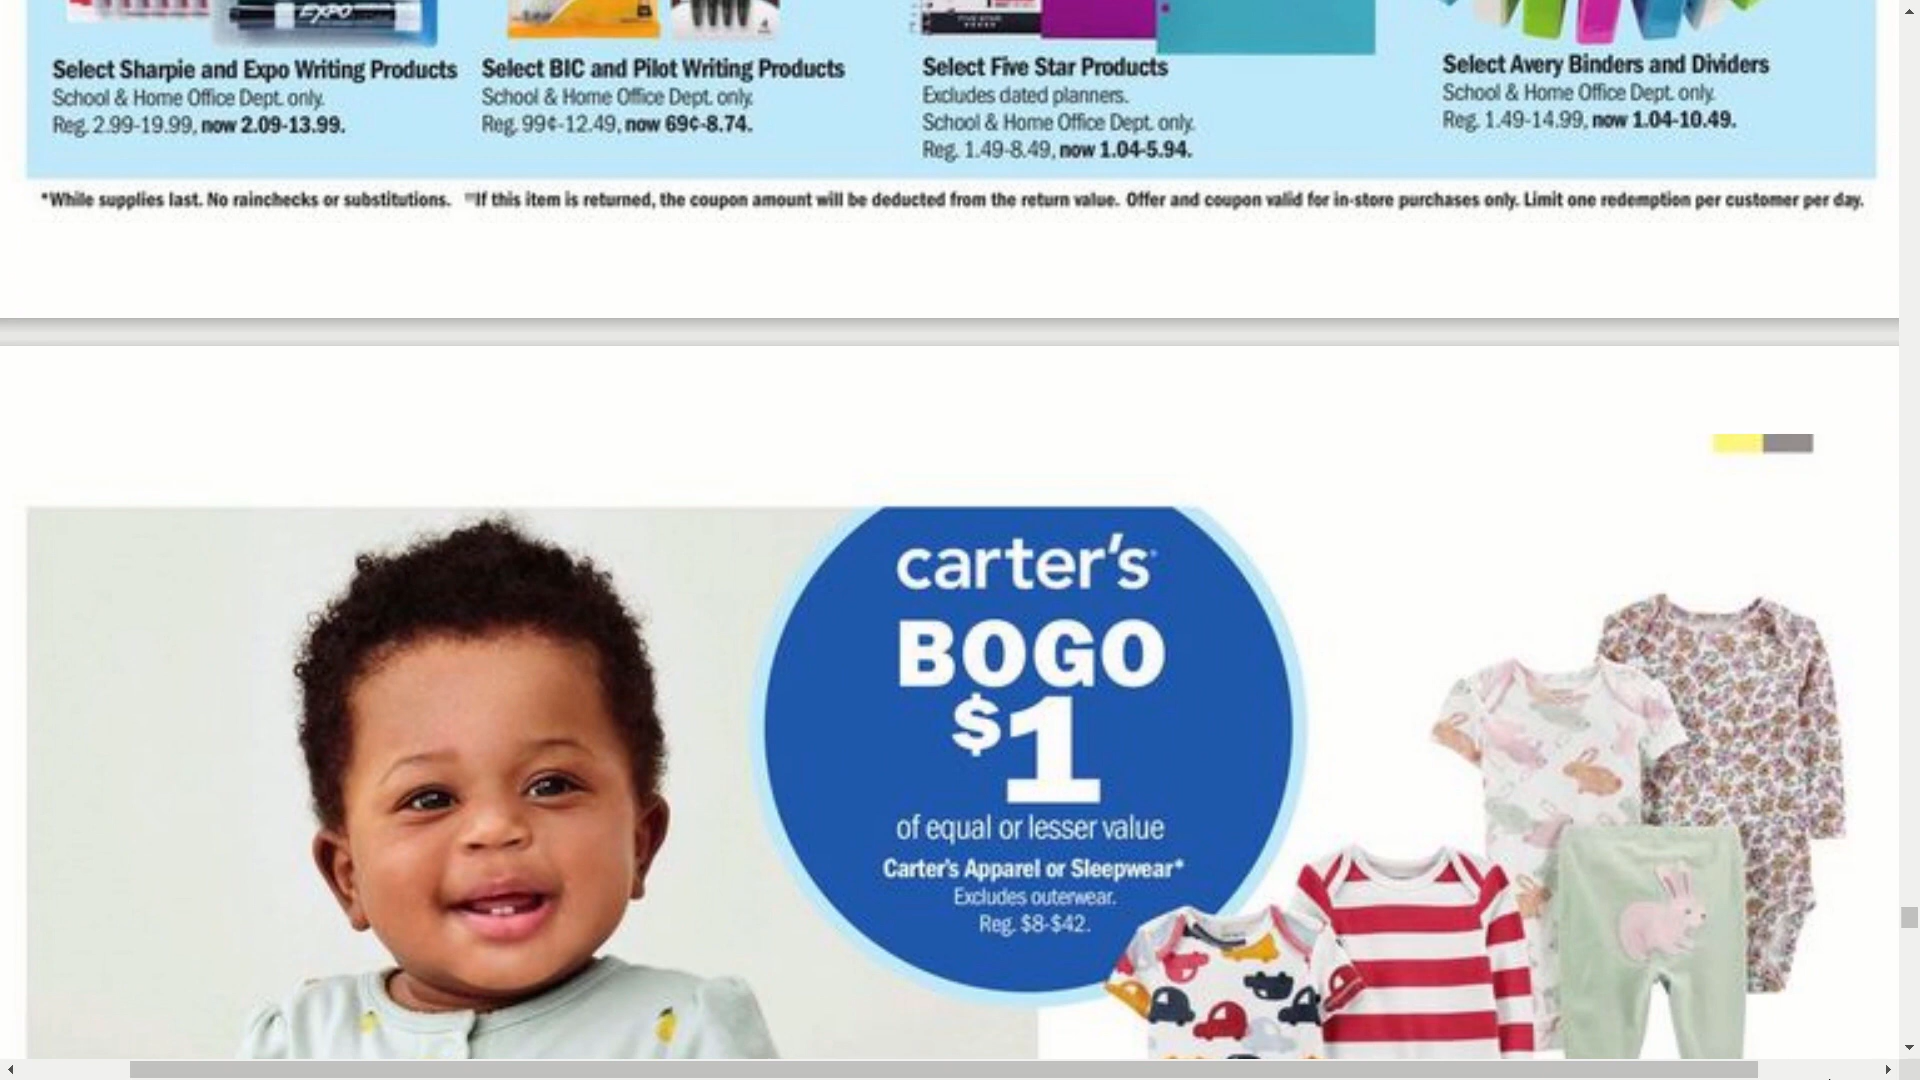 EXPO
FIVE STAR
Select Sharpie and Expo Writing Products
School & Home Office Dept. only.
Reg. 2.99-19.99, now 2.09-13.99.
Select BIC and Pilot Writing Products
School & Home Office Dept. only.
Reg. 99¢-12.49, now 69¢-8.74.
Select Five Star Products
Excludes dated planners.
School & Home Office Dept. only.
Reg. 1.49-8.49, now 1.04-5.94.
Select Avery Binders and Dividers
School & Home Office Dept. only.
Reg. 1.49-14.99, now 1.04-10.49.
*While supplies last. No rainchecks or substitutions. **If this item is returned, the coupon amount will be deducted from the return value. Offer and coupon valid for in-store purchases only. Limit one redemption per customer per day.
carter's
BOGO
$1
of equal or lesser value
Carter's Apparel or Sleepwear*
Excludes outerwear.
Reg. $8-$42.